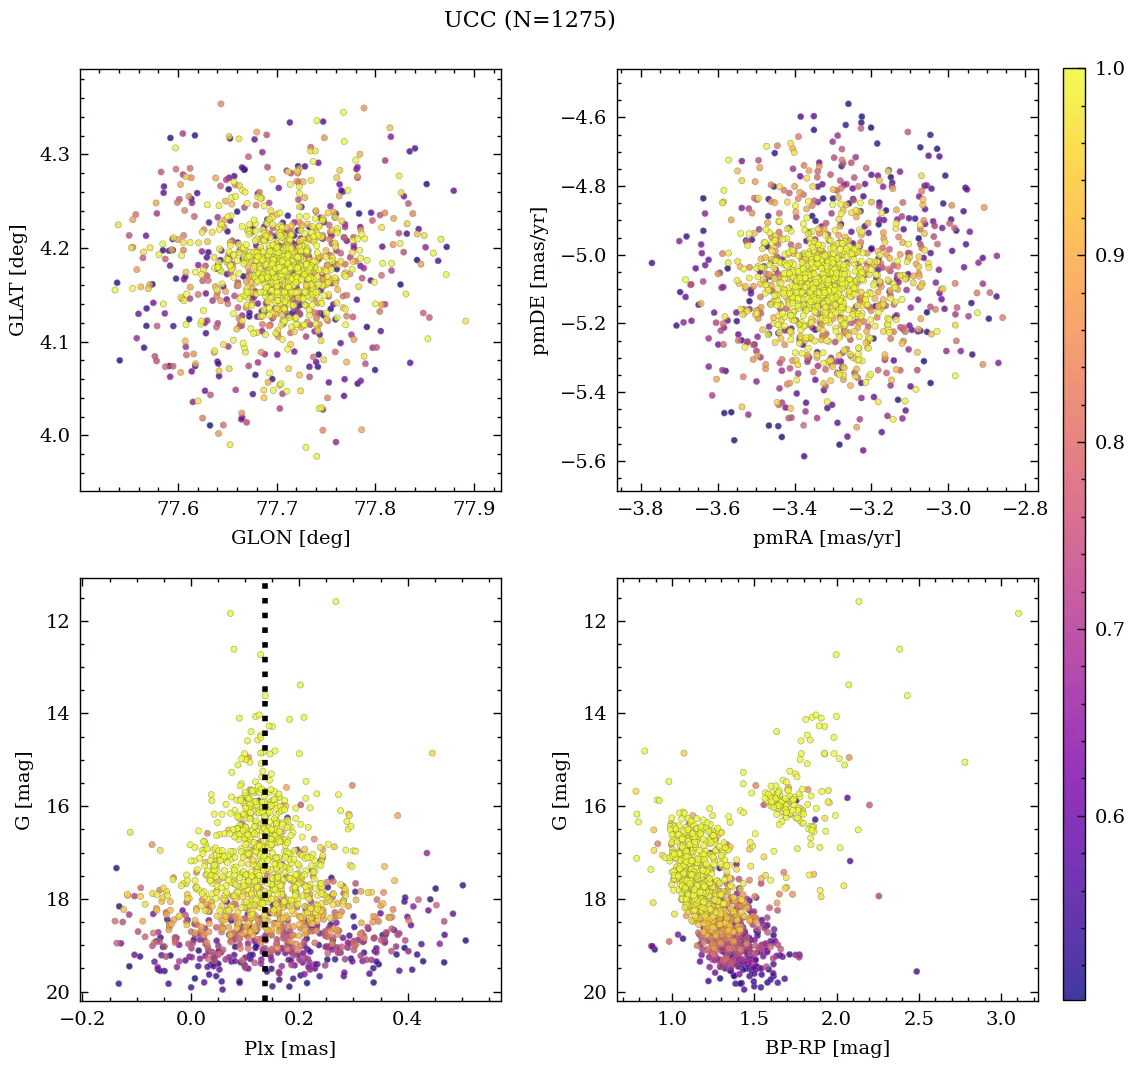 UCC (N=1275)
4.3
4.2
4.1
4.0
GLAT [deg]
77.6 77.7 77.8 77.9
GLON [deg]
−4.6
−4.8
−5.0
−5.2
−5.4
−5.6
pmDE [mas/yr]
−3.8 −3.6 −3.4 −3.2 −3.0 −2.8
pmRA [mas/yr]
1.0
0.9
0.8
0.7
0.6
12
14
16
18
20
G [mag]
−0.2 0.0 0.2 0.4
Plx [mas]
12
14
16
18
20
G [mag]
1.0 1.5 2.0 2.5 3.0
BP-RP [mag]